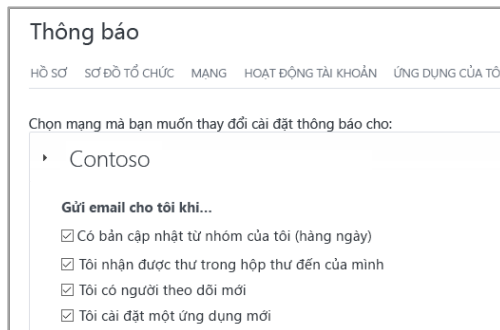 Thông báo
HỒ SƠ SƠ ĐỒ TỔ CHỨC MẠNG HOẠT ĐỘNG TÀI KHOẢN ỨNG DỤNG CỦA
Chọn mạng mà bạn muốn thay đổi cài đặt thông báo cho:
Contoso
Gửi email cho tôi khi...
Có bản cập nhật từ nhóm của tôi (hàng ngày)
Tôi nhận được thư trong hộp thư đến của mình
Tôi có người theo dõi mới
Tôi cài đặt một ứng dụng mới